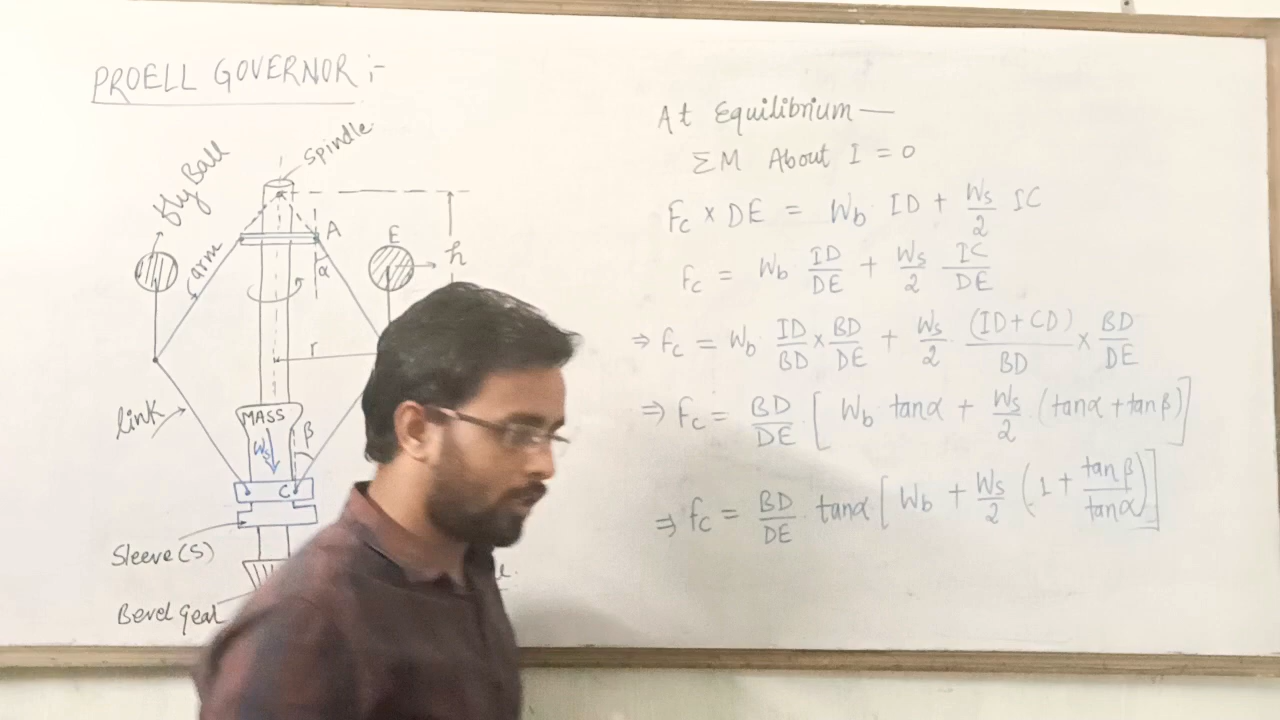 PROELL GOVERNOR :-
fly Ball
Spindle
A
E
arm
α
h
r
link
MASS
Ws
β
C
Sleeve(S)
Bevel gear
At Equilibrium —
ΣM About I = 0
Fc × DE = Wb ID + Ws/2 IC
Fc = Wb ID/DE + Ws/2 IC/DE
⇒ Fc = Wb · ID/BD × BD/DE + Ws/2 · (ID+CD)/BD × BD/DE
⇒ Fc = BD/DE · [ Wb · tanα + Ws/2 · (tanα + tanβ) ]
⇒ Fc = BD/DE · tanα [ Wb + Ws/2 ( 1 + tanβ/tanα ) ]